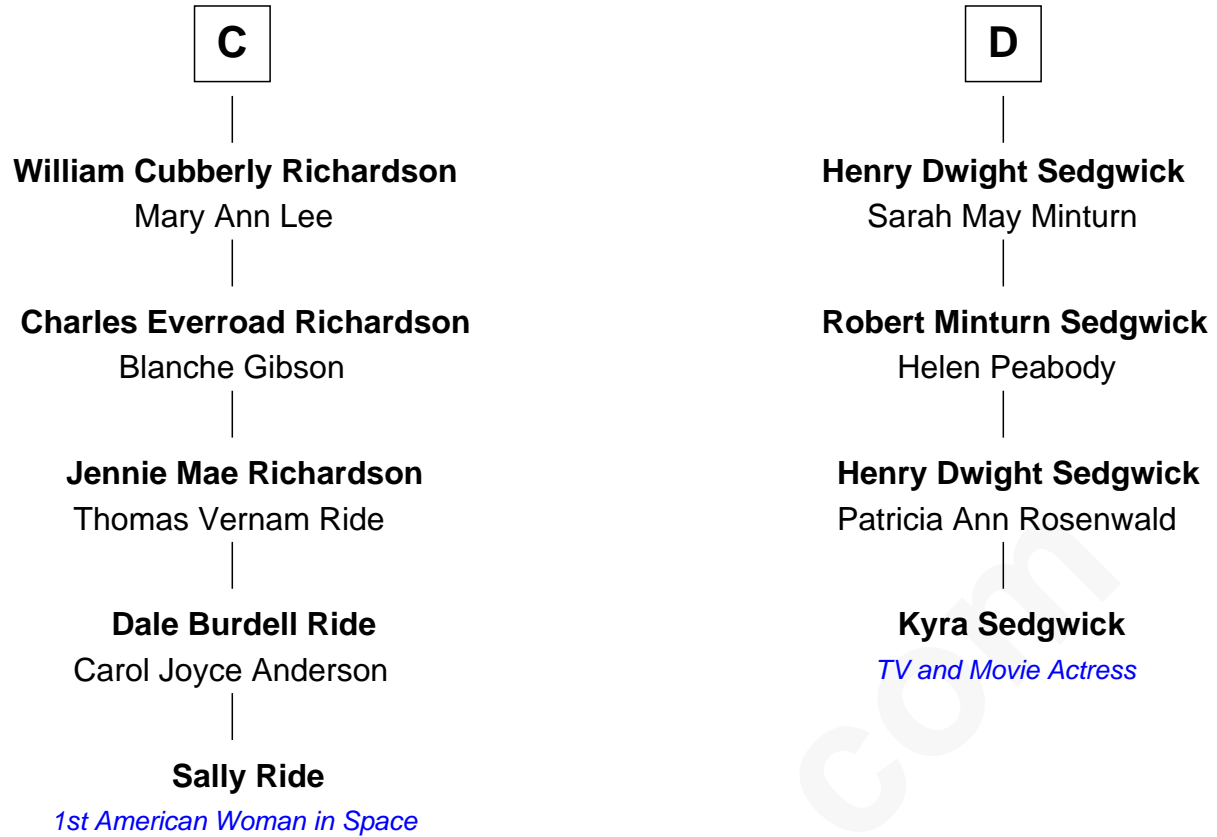 C
William Cubberly Richardson
Mary Ann Lee
Charles Everroad Richardson
Blanche Gibson
Jennie Mae Richardson
Thomas Vernam Ride
Dale Burdell Ride
Carol Joyce Anderson
Sally Ride
1st American Woman in Space
D
Henry Dwight Sedgwick
Sarah May Minturn
Robert Minturn Sedgwick
Helen Peabody
Henry Dwight Sedgwick
Patricia Ann Rosenwald
Kyra Sedgwick
TV and Movie Actress
com